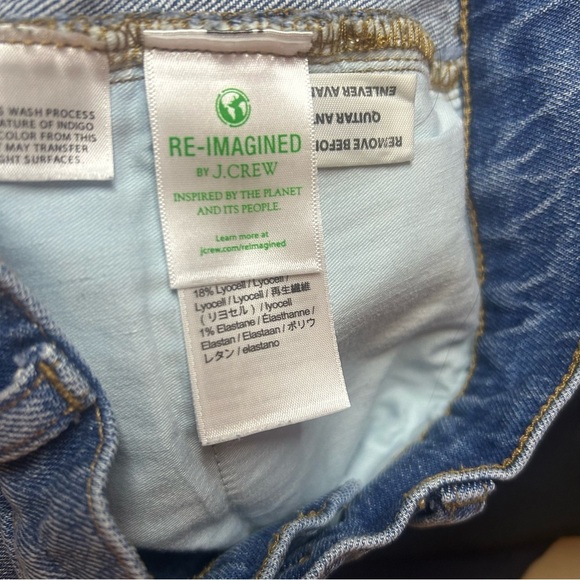 WASH PROCESS
NATURE OF INDIGO
COLOR FROM THIS
MAY TRANSFER
SURFACES.
RE-IMAGINED
BY J.CREW
INSPIRED BY THE PLANET
AND ITS PEOPLE.
Learn more at
jcrew.com/reimagined
18% Lyocell / Lyocell /
Lyocell / Lyocell / 再生繊維
(リヨセル) / lyocell
1% Elastane / Élasthanne /
Elastan / Elastaan / ポリウ
レタン / elastano
REMOVE BEFO
QUITAR AN
ENLEVER AVA